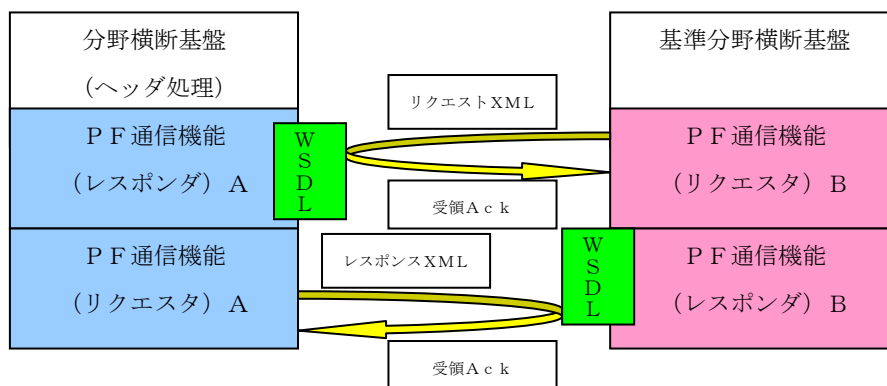 分野横断基盤
（ヘッダ処理）
ＰＦ通信機能
（レスポンダ）Ａ
ＷＳＤＬ
リクエストＸＭＬ
受領Ａｃｋ
基準分野横断基盤
ＰＦ通信機能
（リクエスタ）Ｂ
ＰＦ通信機能
（リクエスタ）Ａ
レスポンスＸＭＬ
受領Ａｃｋ
ＷＳＤＬ
ＰＦ通信機能
（レスポンダ）Ｂ